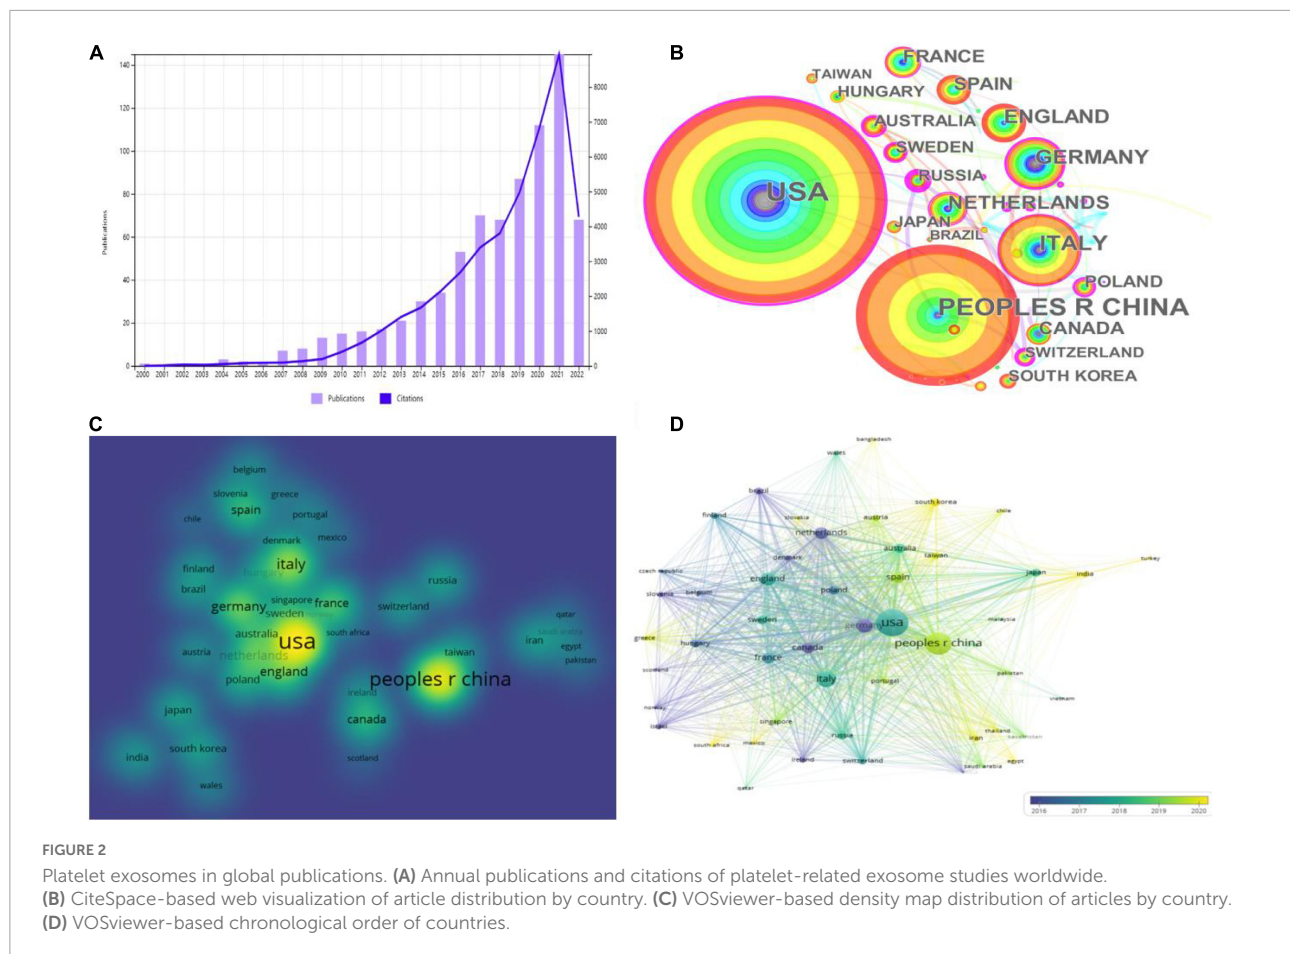 A
140
120
100
80
60
40
20
0
Publications
8000
7000
6000
5000
4000
3000
2000
1000
0
2000 2001 2002 2003 2004 2005 2006 2007 2008 2009 2010 2011 2012 2013 2014 2015 2016 2017 2018 2019 2020 2021 2022
Publications Citations
B
FRANCE
TAIWAN
SPAIN
HUNGARY
ENGLAND
AUSTRALIA
SWEDEN
GERMANY
RUSSIA
USA
NETHERLANDS
JAPAN
BRAZIL
ITALY
POLAND
PEOPLES R CHINA
CANADA
SWITZERLAND
SOUTH KOREA
C
belgium
slovenia
greece
spain
chile
portugal
denmark
mexico
italy
finland
hungary
brazil
russia
germany
singapore
france
sweden
switzerland
qatar
australia
south africa
saudi arabia
usa
iran
egypt
austria
netherlands
taiwan
pakistan
england
poland
peoples r china
ireland
japan
canada
south korea
india
scotland
wales
D
bangladesh
wales
brazil
south korea
finland
slovakia
austria
chile
netherlands
australia
taiwan
denmark
turkey
czech republic
england
spain
japan
india
slovenia
belgium
poland
sweden
usa
malaysia
germany
greece
hungary
canada
peoples r china
france
scotland
italy
portugal
pakistan
vietnam
norway
israel
singapore
russia
thailand
iran
south africa
mexico
ireland
switzerland
egypt
saudi arabia
qatar
2016 2017 2018 2019 2020
FIGURE 2
Platelet exosomes in global publications. (A) Annual publications and citations of platelet-related exosome studies worldwide.
(B) CiteSpace-based web visualization of article distribution by country. (C) VOSviewer-based density map distribution of articles by country.
(D) VOSviewer-based chronological order of countries.